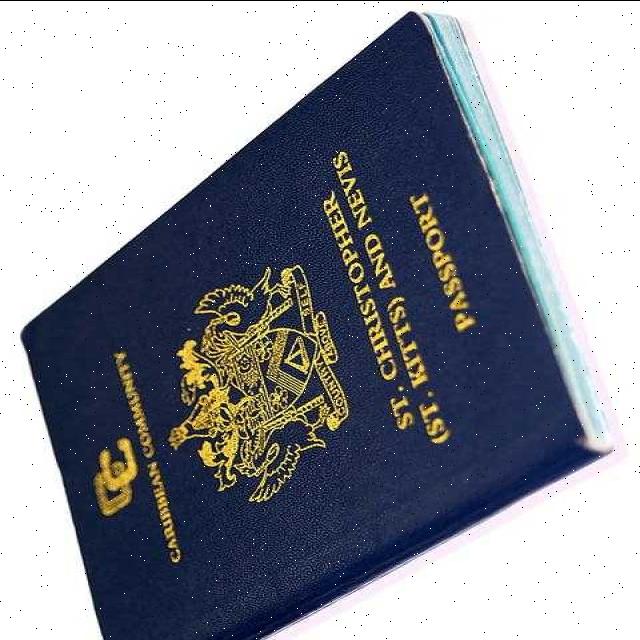 CARIBBEAN COMMUNITY
ST. CHRISTOPHER
(ST. KITTS) AND NEVIS
PASSPORT